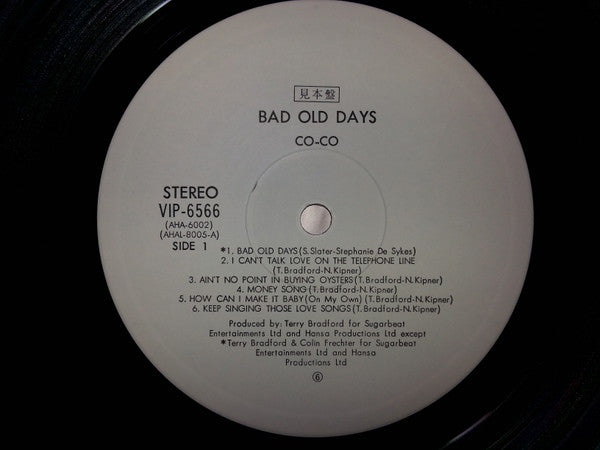 見本盤
BAD OLD DAYS
CO-CO
STEREO
VIP-6566
(AHA-6002)
(AHAL-8005-A)
SIDE 1
*1. BAD OLD DAYS (S. Slater-Stephanie De Sykes)
2. I CAN'T TALK LOVE ON THE TELEPHONE LINE
(T. Bradford-N. Kipner)
3. AIN'T NO POINT IN BUYING OYSTERS (T. Bradford-N. Kipner)
4. MONEY SONG (T. Bradford-N. Kipner)
5. HOW CAN I MAKE IT BABY (On My Own) (T. Bradford-N. Kipner)
6. KEEP SINGING THOSE LOVE SONGS (T. Bradford-N. Kipner)
Produced by: Terry Bradford for Sugarbeat
Entertainments Ltd and Hansa Productions Ltd except
*Terry Bradford & Colin Frechter for Sugarbeat
Entertainments Ltd and Hansa
Productions Ltd
⑥